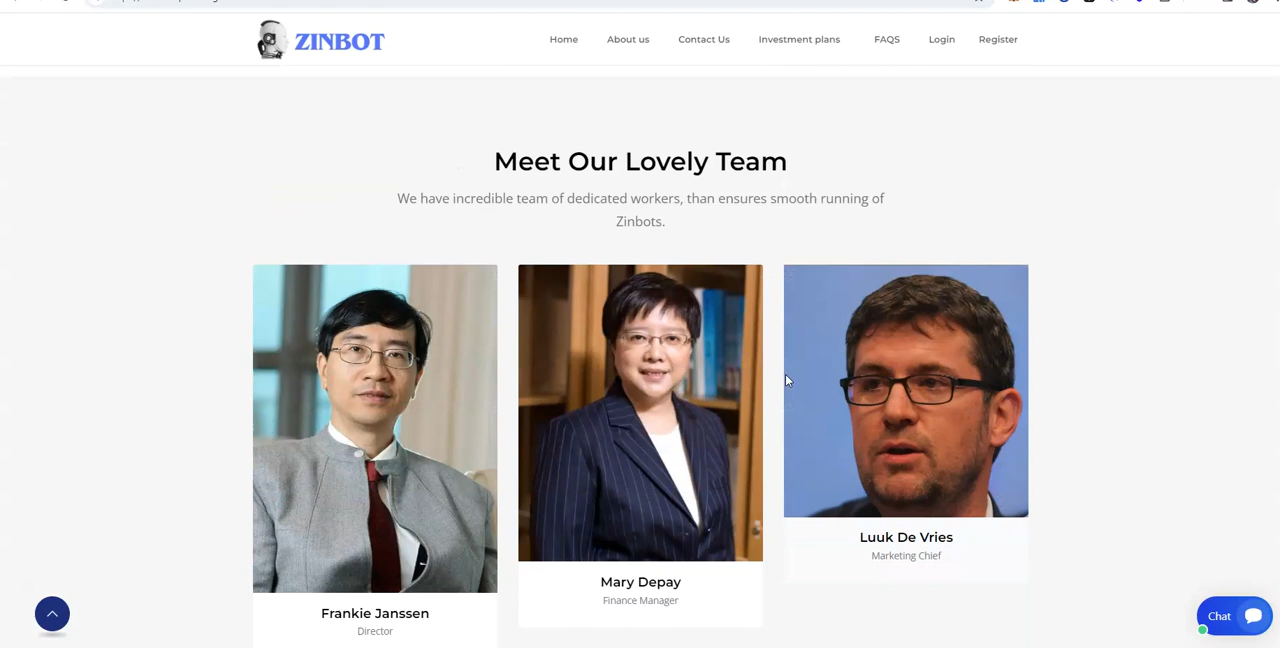 ZINBOT
Home About us Contact Us Investment plans FAQS Login Register
Meet Our Lovely Team
We have incredible team of dedicated workers, than ensures smooth running of
Zinbots.
Frankie Janssen
Director
Mary Depay
Finance Manager
Luuk De Vries
Marketing Chief
Chat